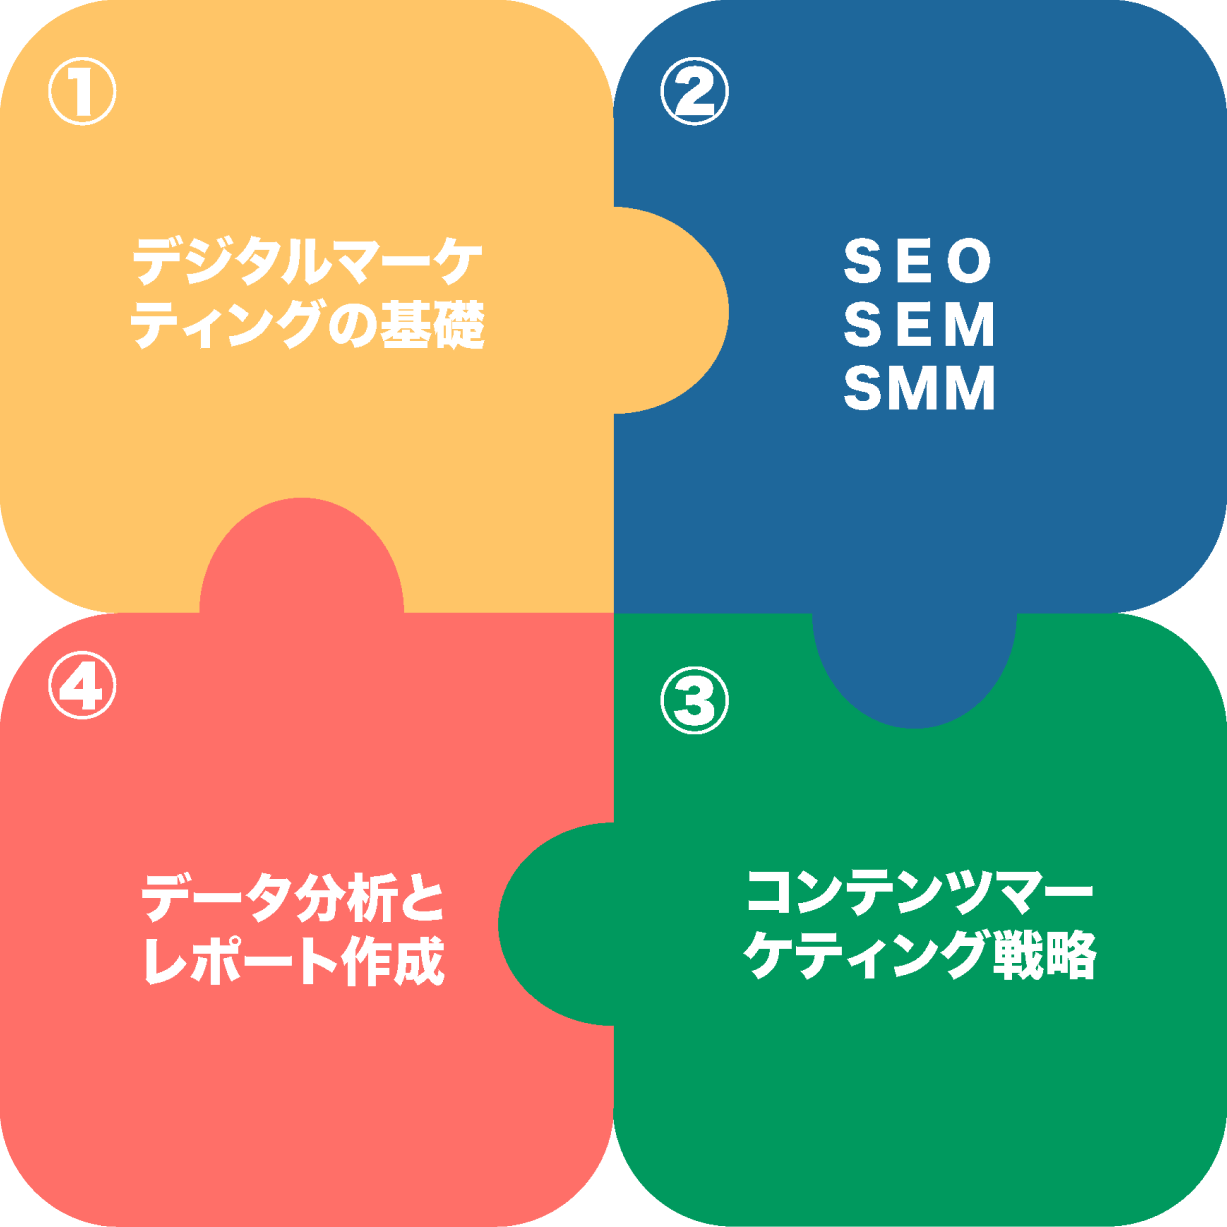 ①
デジタルマーケ
ティングの基礎
②
SEO
SEM
SMM
④
データ分析と
レポート作成
③
コンテンツマー
ケティング戦略